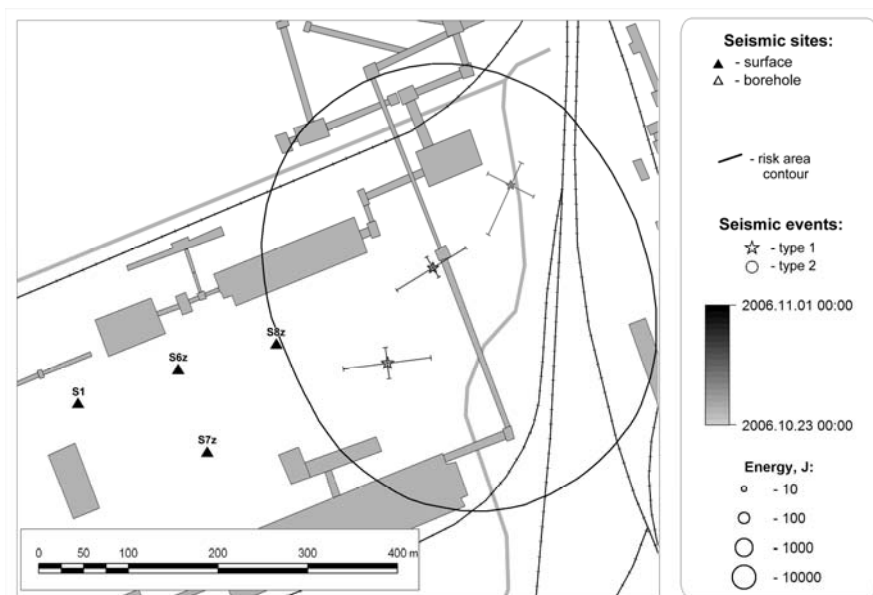 S8z
S6z
S1
S7z
0 50 100 200 300 400 m
Seismic sites:
- surface
- borehole
- risk area
contour
Seismic events:
- type 1
- type 2
2006.11.01 00:00
2006.10.23 00:00
Energy, J:
- 10
- 100
- 1000
- 10000